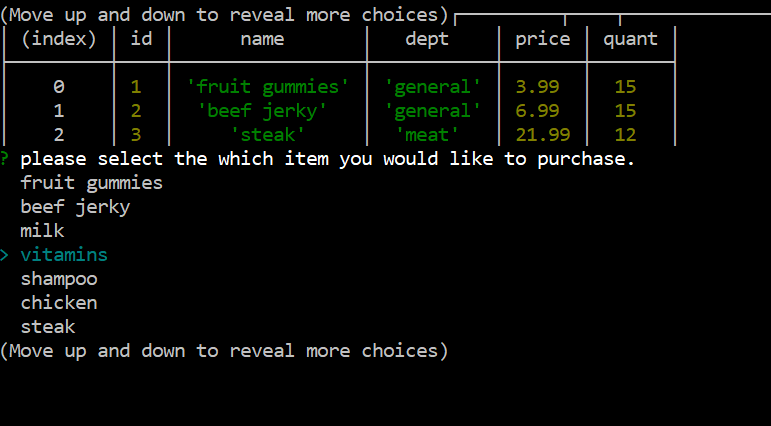 (Move up and down to reveal more choices)
(index) id name dept price quant
0 1 'fruit gummies' 'general' 3.99 15
1 2 'beef jerky' 'general' 6.99 15
2 3 'steak' 'meat' 21.99 12
? please select the which item you would like to purchase.
fruit gummies
beef jerky
milk
> vitamins
shampoo
chicken
steak
(Move up and down to reveal more choices)